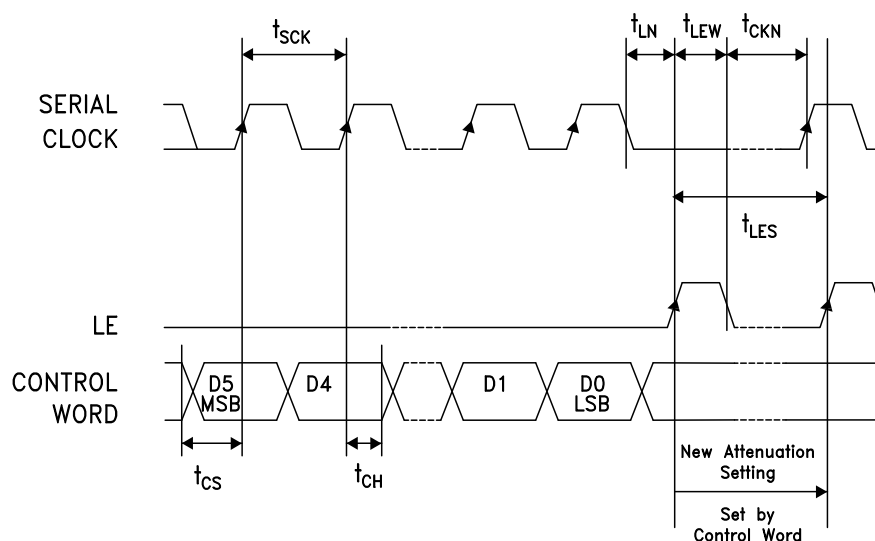 tSCK
tLN
tLEW
tCKN
SERIAL
CLOCK
tLES
LE
CONTROL
WORD
D5
MSB
D4
D1
D0
LSB
tCS
tCH
New Attenuation
Setting
Set by
Control Word